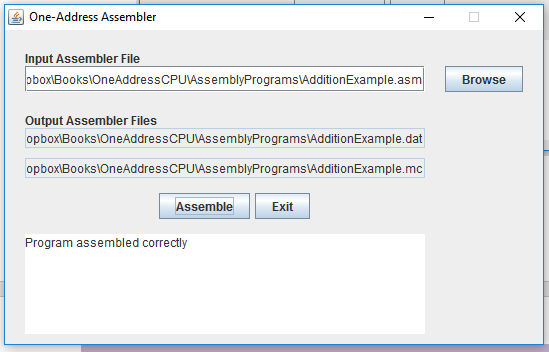 One-Address Assembler
Input Assembler File
opbox\Books\OneAddressCPU\AssemblyPrograms\AdditionExample.asm
Browse
Output Assembler Files
opbox\Books\OneAddressCPU\AssemblyPrograms\AdditionExample.dat
opbox\Books\OneAddressCPU\AssemblyPrograms\AdditionExample.mc
Assemble Exit
Program assembled correctly